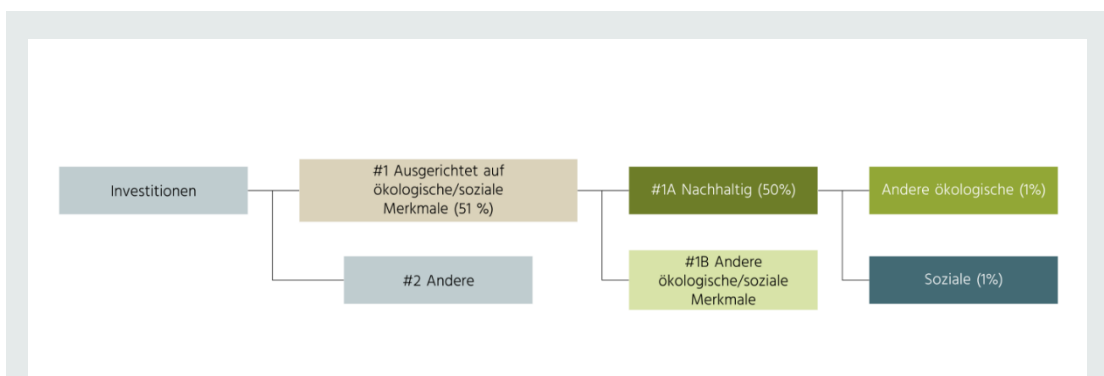 Investitionen
#1 Ausgerichtet auf
ökologische/soziale
Merkmale (51 %)
#1A Nachhaltig (50%)
Andere ökologische (1%)
#2 Andere
#1B Andere
ökologische/soziale
Merkmale
Soziale (1%)